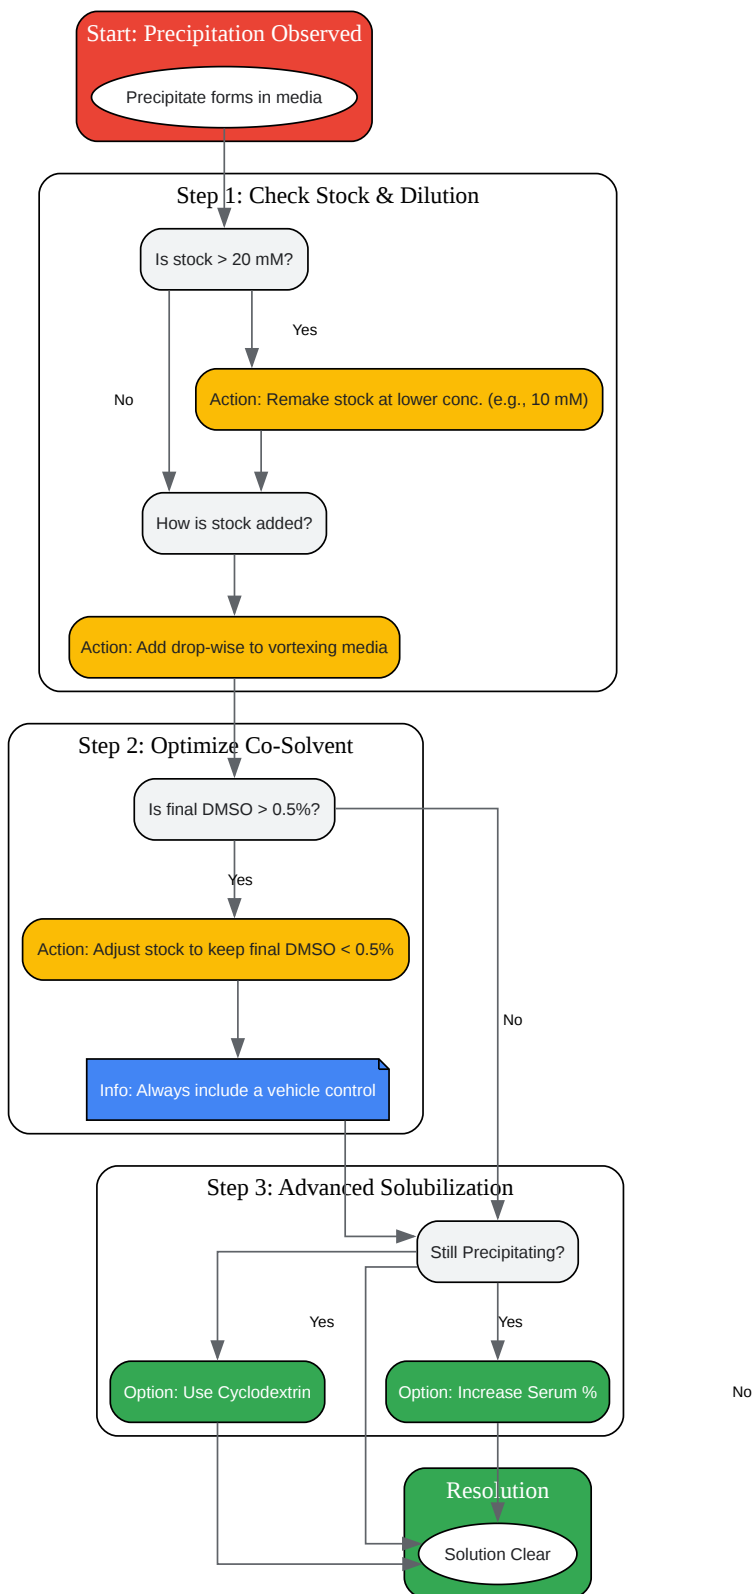 Start: Precipitation Observed
Precipitate forms in media
Step 1: Check Stock & Dilution
Is stock > 20 mM?
Yes
No
Action: Remake stock at lower conc. (e.g., 10 mM)
How is stock added?
Action: Add drop-wise to vortexing media
Step 2: Optimize Co-Solvent
Is final DMSO > 0.5%?
Yes
Action: Adjust stock to keep final DMSO < 0.5%
No
Info: Always include a vehicle control
Step 3: Advanced Solubilization
Still Precipitating?
Yes
Yes
Option: Use Cyclodextrin
Option: Increase Serum %
No
Resolution
Solution Clear